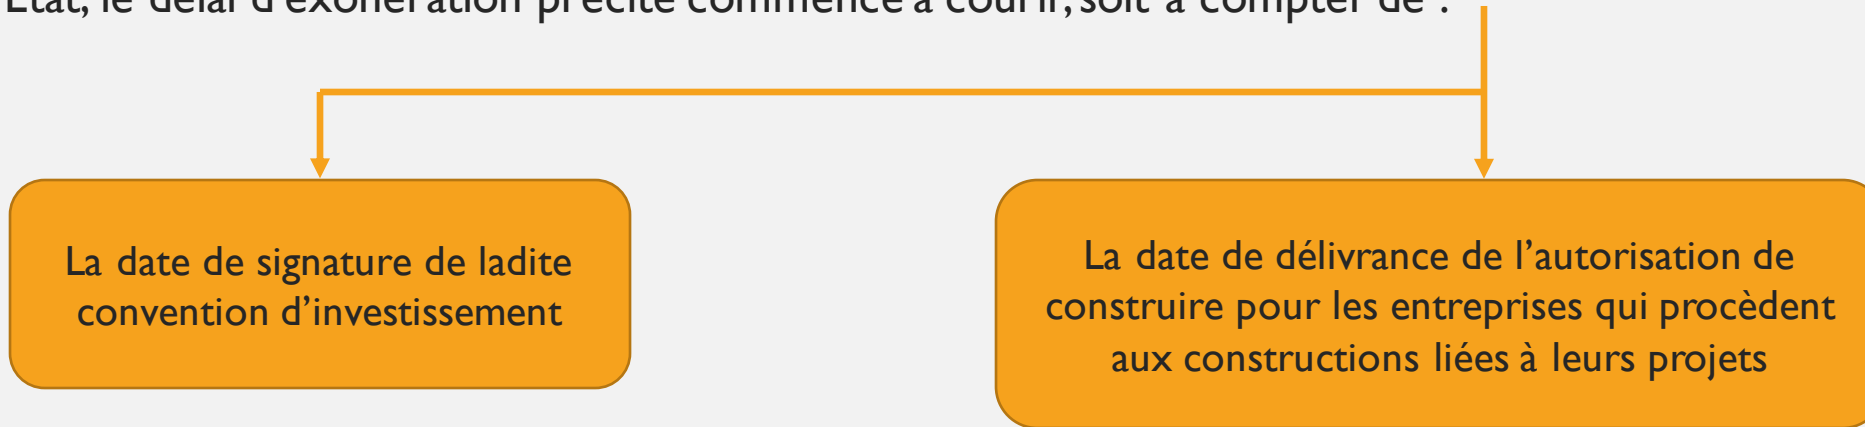 Etat, le délai d'exonération précité commence à courir, soit à compter de :
La date de signature de ladite
convention d'investissement
La date de délivrance de l'autorisation de
construire pour les entreprises qui procèdent
aux constructions liées à leurs projets